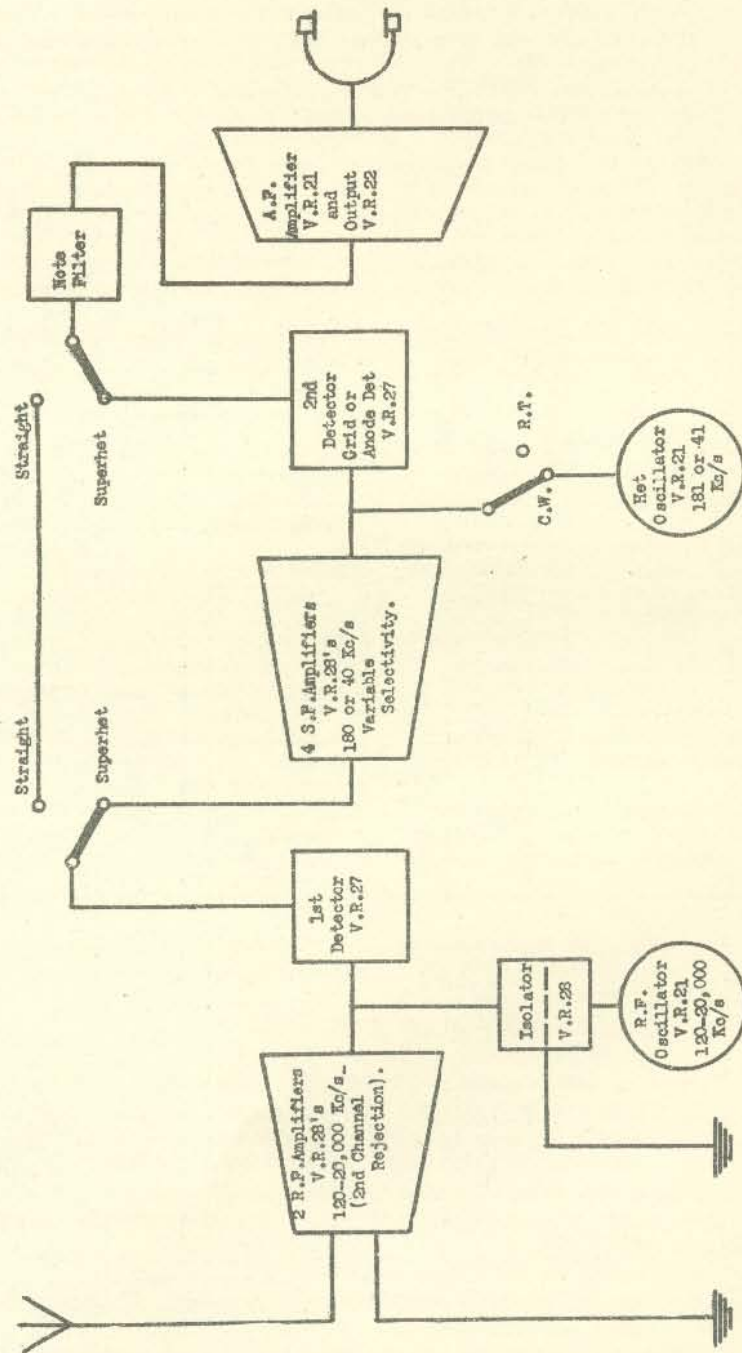 2 R.F.Amplifiers
V.R.28's
120-20,000 Kc/s_
(2nd Channel
Rejection).
Isolator
V.R.28
R.F.
Oscillator
V.R.21
120-20,000
Kc/s
1st
Detector
V.R.27
Straight
Superhet
4 S.F.Amplifiers
V.R.28's
180 or 40 Kc/s
Variable
Selectivity.
Straight
Superhet
2nd
Detector
Grid or
Anode Det
V.R.27
C.W.
R.T.
Het
Oscillator
V.R.21
181 or 41
Kc/s
Note
Filter
A.F.
Amplifier
V.R.21
and
Output
V.R.22